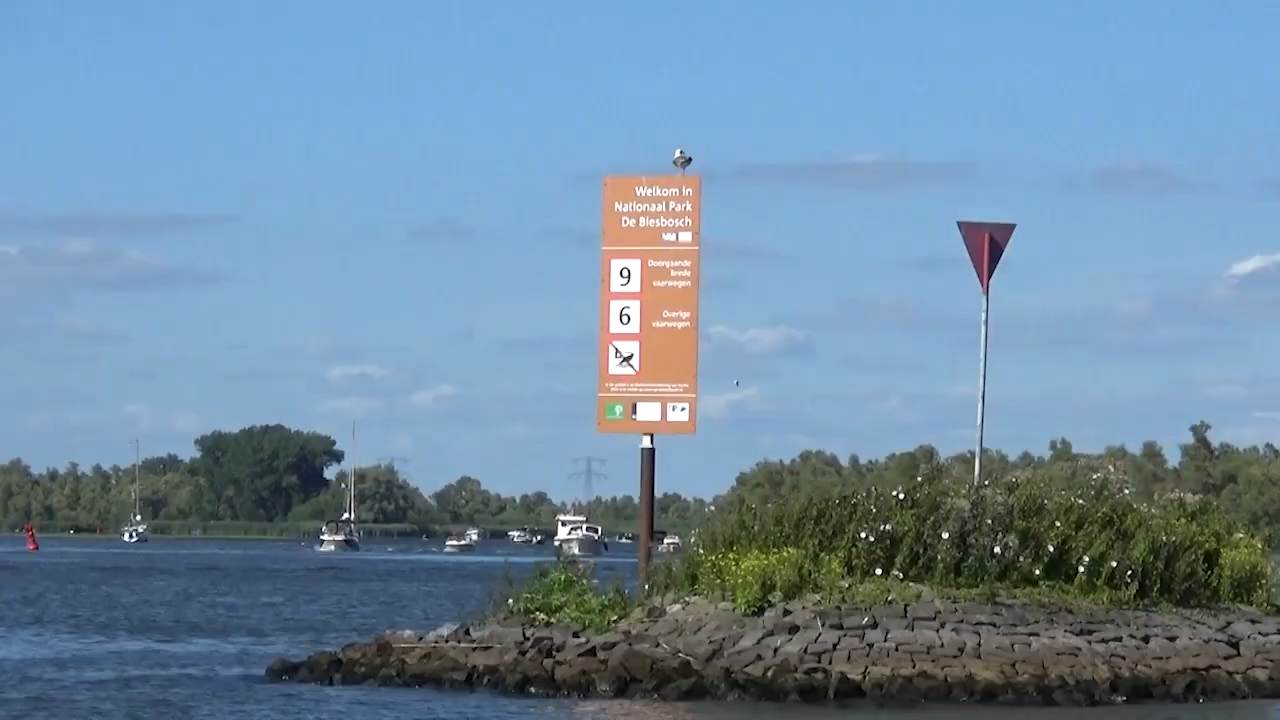 Welkom in
Nationaal Park
De Biesbosch
9
Doorgaande
brede
vaarwegen
6
Overige
vaarwegen